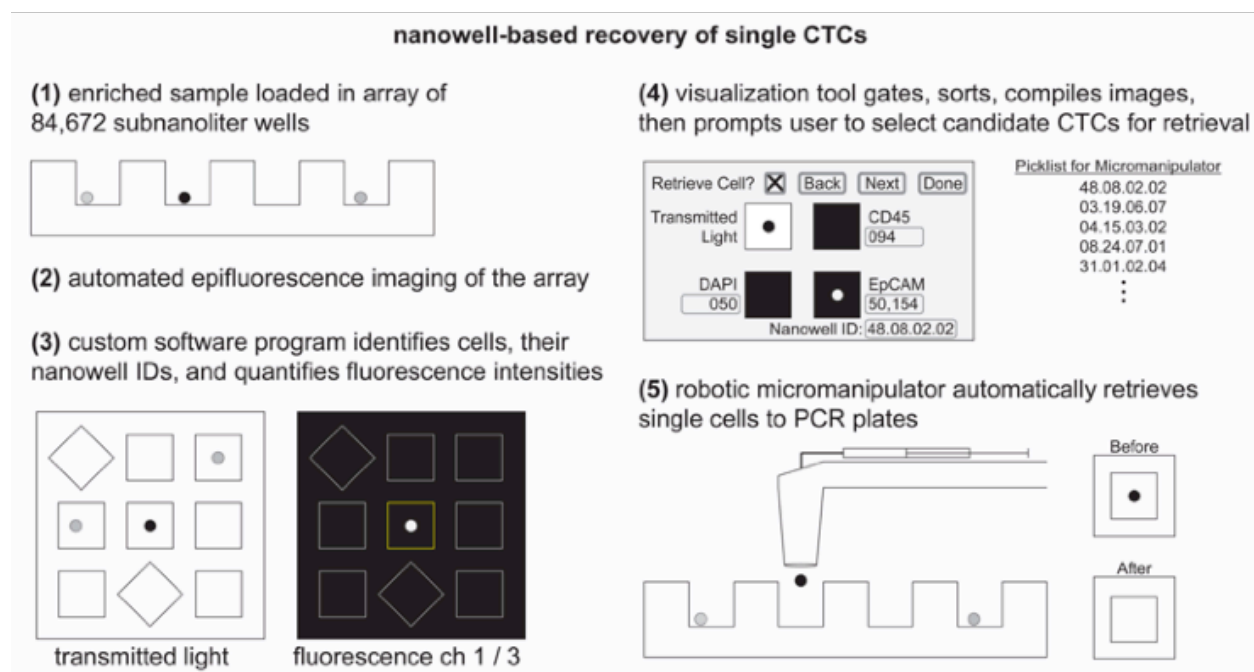 nanowell-based recovery of single CTCs
(1) enriched sample loaded in array of
84,672 subnanoliter wells
(2) automated epifluorescence imaging of the array
(3) custom software program identifies cells, their
nanowell IDs, and quantifies fluorescence intensities
transmitted light
fluorescence ch 1 / 3
(4) visualization tool gates, sorts, compiles images,
then prompts user to select candidate CTCs for retrieval
Retrieve Cell? Back Next Done
Transmitted
Light
CD45
094
DAPI
050
EpCAM
50,154
Nanowell ID: 48.08.02.02
Picklist for Micromanipulator
48.08.02.02
03.19.06.07
04.15.03.02
08.24.07.01
31.01.02.04
⋮
(5) robotic micromanipulator automatically retrieves
single cells to PCR plates
Before
After